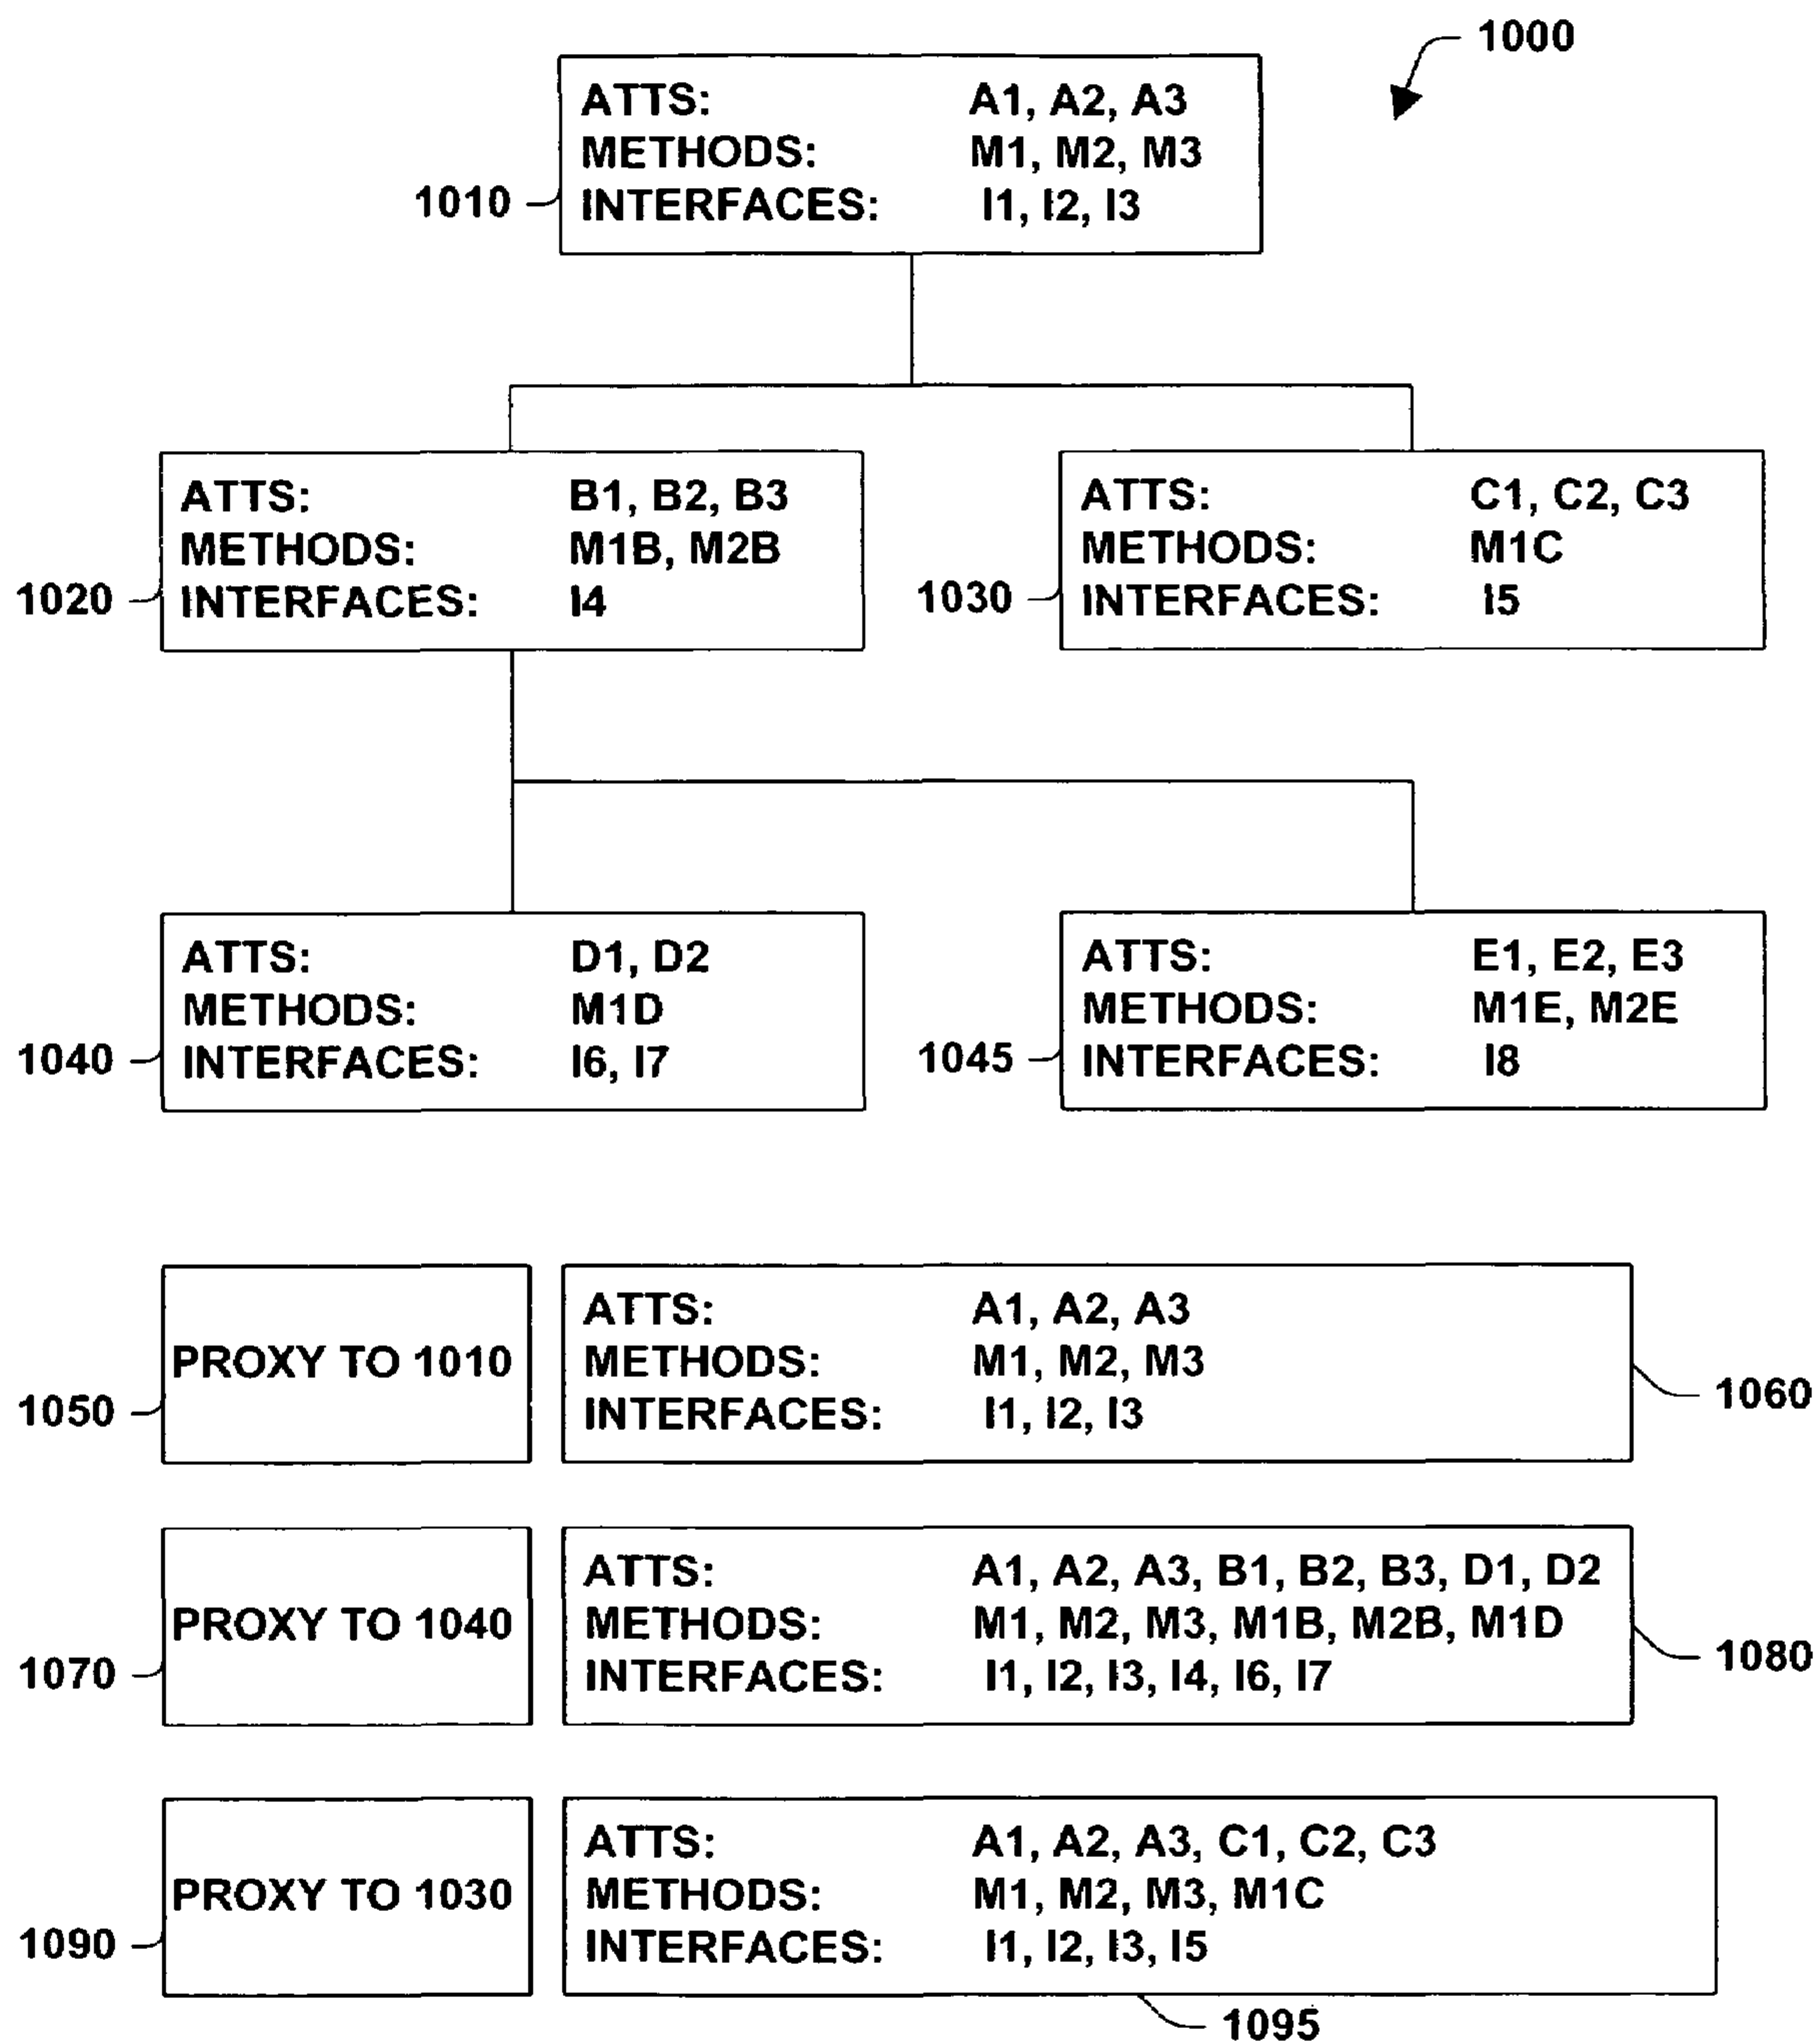 1000
ATTS: A1, A2, A3
METHODS: M1, M2, M3
1010 INTERFACES: I1, I2, I3
ATTS: B1, B2, B3
METHODS: M1B, M2B
1020 INTERFACES: I4
ATTS: C1, C2, C3
METHODS: M1C
1030 INTERFACES: I5
ATTS: D1, D2
METHODS: M1D
1040 INTERFACES: I6, I7
ATTS: E1, E2, E3
METHODS: M1E, M2E
1045 INTERFACES: I8
PROXY TO 1010
1050
ATTS: A1, A2, A3
METHODS: M1, M2, M3
INTERFACES: I1, I2, I3
1060
PROXY TO 1040
1070
ATTS: A1, A2, A3, B1, B2, B3, D1, D2
METHODS: M1, M2, M3, M1B, M2B, M1D
INTERFACES: I1, I2, I3, I4, I6, I7
1080
PROXY TO 1030
1090
ATTS: A1, A2, A3, C1, C2, C3
METHODS: M1, M2, M3, M1C
INTERFACES: I1, I2, I3, I5
1095